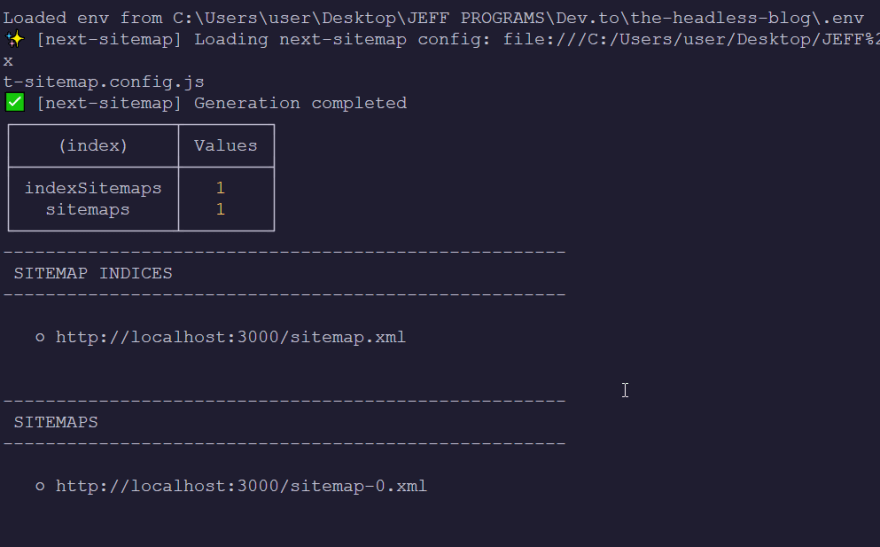 Loaded env from C:\Users\user\Desktop\JEFF PROGRAMS\Dev.to\the-headless-blog\.env
✨ [next-sitemap] Loading next-sitemap config: file:///C:/Users/user/Desktop/JEFF%2
x
t-sitemap.config.js
✅ [next-sitemap] Generation completed
(index) Values
indexSitemaps 1
sitemaps 1
-----------------------------------------------------
SITEMAP INDICES
-----------------------------------------------------
○ http://localhost:3000/sitemap.xml
-----------------------------------------------------
SITEMAPS
-----------------------------------------------------
○ http://localhost:3000/sitemap-0.xml